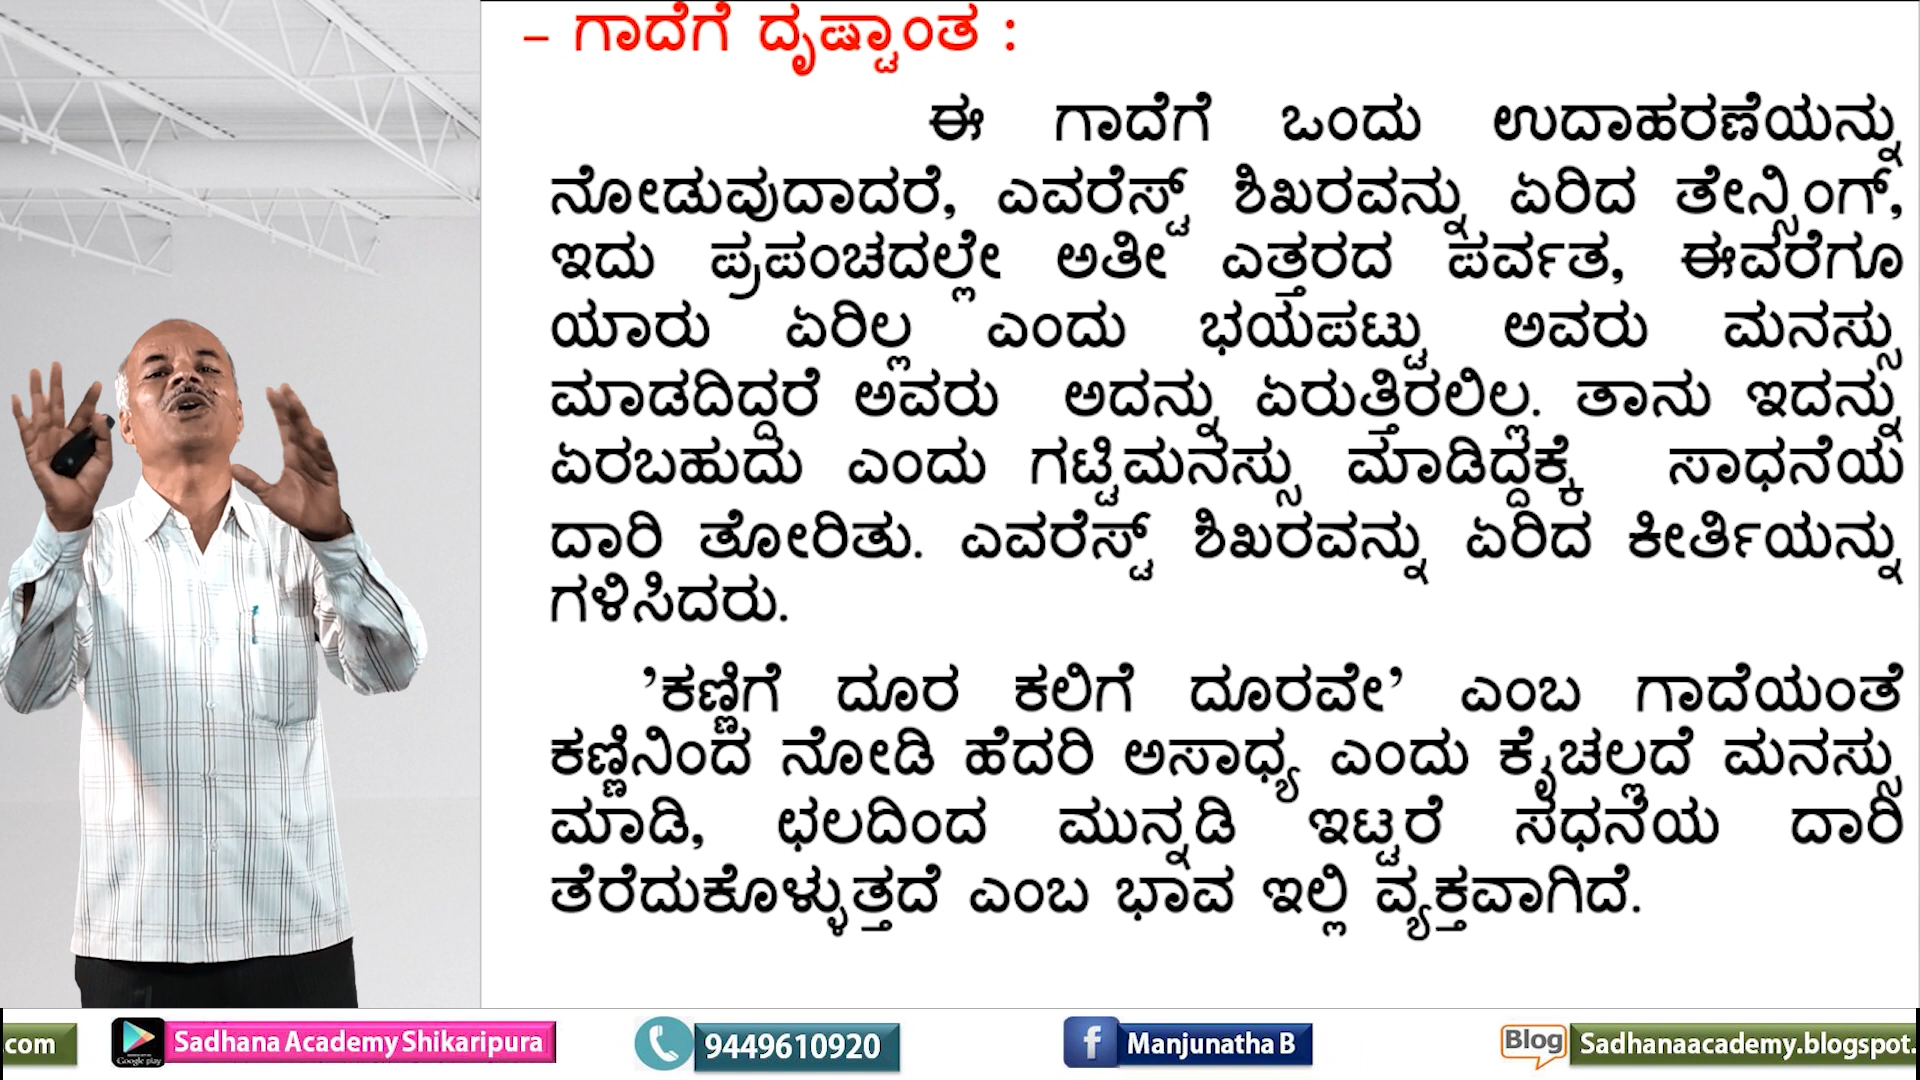 – ಗಾದೆಗೆ ದೃಷ್ಟಾಂತ :
ಈ ಗಾದೆಗೆ ಒಂದು ಉದಾಹರಣೆಯನ್ನು
ನೋಡುವುದಾದರೆ, ಎವರೆಸ್ಟ್ ಶಿಖರವನ್ನು ಏರಿದ ತೇನ್ಸಿಂಗ್,
ಇದು ಪ್ರಪಂಚದಲ್ಲೇ ಅತೀ ಎತ್ತರದ ಪರ್ವತ, ಈವರೆಗೂ
ಯಾರು ಏರಿಲ್ಲ ಎಂದು ಭಯಪಟ್ಟು ಅವರು ಮನಸ್ಸು
ಮಾಡದಿದ್ದರೆ ಅವರು ಅದನ್ನು ಏರುತ್ತಿರಲಿಲ್ಲ. ತಾನು ಇದನ್ನು
ಏರಬಹುದು ಎಂದು ಗಟ್ಟಿಮನಸ್ಸು ಮಾಡಿದ್ದಕ್ಕೆ ಸಾಧನೆಯ
ದಾರಿ ತೋರಿತು. ಎವರೆಸ್ಟ್ ಶಿಖರವನ್ನು ಏರಿದ ಕೀರ್ತಿಯನ್ನು
ಗಳಿಸಿದರು.
’ಕಣ್ಣಿಗೆ ದೂರ ಕಲಿಗೆ ದೂರವೇ’ ಎಂಬ ಗಾದೆಯಂತೆ
ಕಣ್ಣಿನಿಂದ ನೋಡಿ ಹೆದರಿ ಅಸಾಧ್ಯ ಎಂದು ಕೈಚಲ್ಲದೆ ಮನಸ್ಸು
ಮಾಡಿ, ಛಲದಿಂದ ಮುನ್ನಡಿ ಇಟ್ಟರೆ ಸಧನೆಯ ದಾರಿ
ತೆರೆದುಕೊಳ್ಳುತ್ತದೆ ಎಂಬ ಭಾವ ಇಲ್ಲಿ ವ್ಯಕ್ತವಾಗಿದೆ.
com Google play Sadhana Academy Shikaripura 9449610920 f Manjunatha B Blog Sadhanaacademy.blogspot.